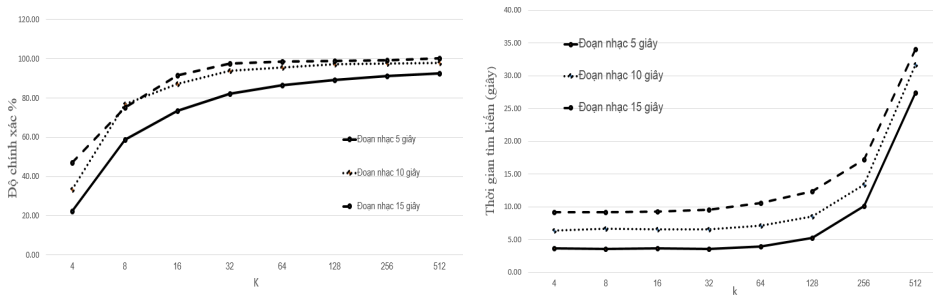 120.00
100.00
80.00
60.00
40.00
20.00
0.00
Độ chính xác %
4 8 16 32 64 128 256 512
K
Đoạn nhạc 5 giây
Đoạn nhạc 10 giây
Đoạn nhạc 15 giây
40.00
35.00
30.00
25.00
20.00
15.00
10.00
5.00
0.00
Thời gian tìm kiếm (giây)
4 8 16 32 64 128 256 512
k
Đoạn nhạc 5 giây
Đoạn nhạc 10 giây
Đoạn nhạc 15 giây